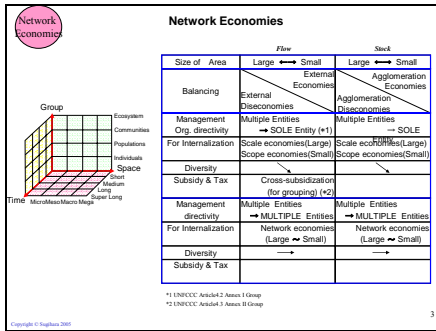 Network
Economies
Network Economies
Flow
Stock
Size of Area
Large ⟷ Small
Large ⟷ Small
Balancing
External
Economies
External
Diseconomies
Agglomeration
Economies
Agglomeration
Diseconomies
Management
Org. directivity
Multiple Entities
→ SOLE Entity (*1)
Multiple Entities
→ SOLE
Entity
For Internalization
Scale economies(Large)
Scope economies(Small)
Scale economies(Large)
Scope economies(Small)
Diversity
Subsidy & Tax
Cross-subsidization
(for grouping) (*2)
Management
directivity
Multiple Entities
→ MULTIPLE Entities
Multiple Entities
→ MULTIPLE Entities
For Internalization
Network economies
(Large ~ Small)
Network economies
(Large ~ Small)
Diversity
Subsidy & Tax
Group
Ecosystem
Communities
Populations
Individuals
Space
Short
Medium
Long
Super Long
Time
Micro Meso Macro Mega
*1 UNFCCC Article4.2 Annex I Group
*2 UNFCCC Article4.3 Annex II Group
3
Copyright © Sugihara 2005